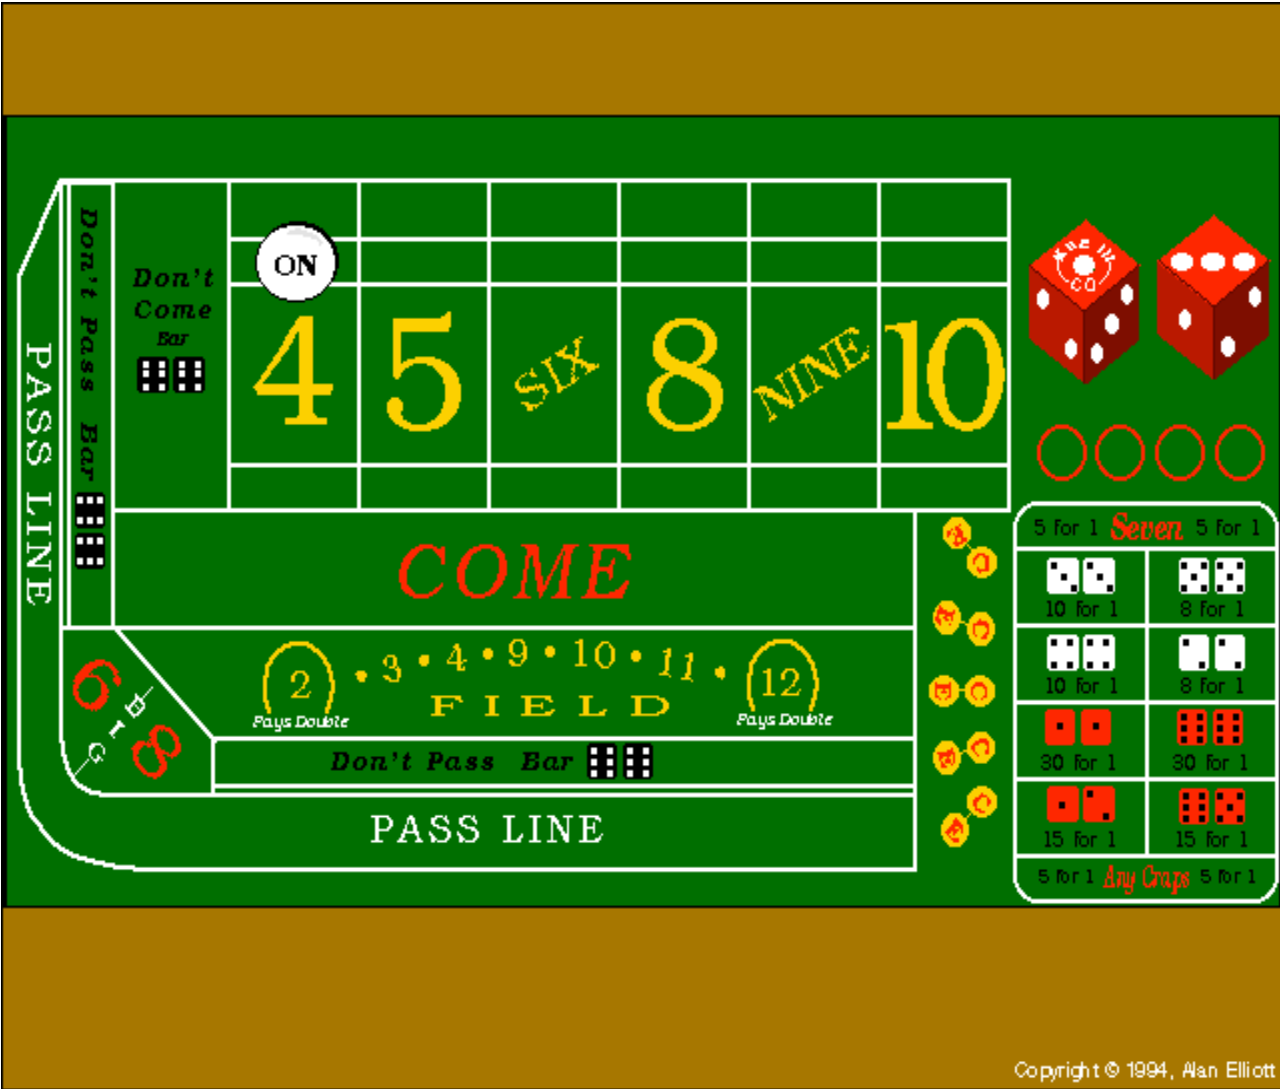 Don't Pass Bar
PASS LINE
Don't
Come
Bar
ON
4 5 SIX 8 NINE 10
COME
2 • 3 • 4 • 9 • 10 • 11 • 12
FIELD
Pays Double Pays Double
6 8
BIG
Don't Pass Bar
PASS LINE
CO
C
C
E C
C
E C
5 for 1 Seven 5 for 1
10 for 1 8 for 1
10 for 1 8 for 1
30 for 1 30 for 1
15 for 1 15 for 1
5 for 1 Any Craps 5 for 1
Copyright © 1994, Alan Elliott